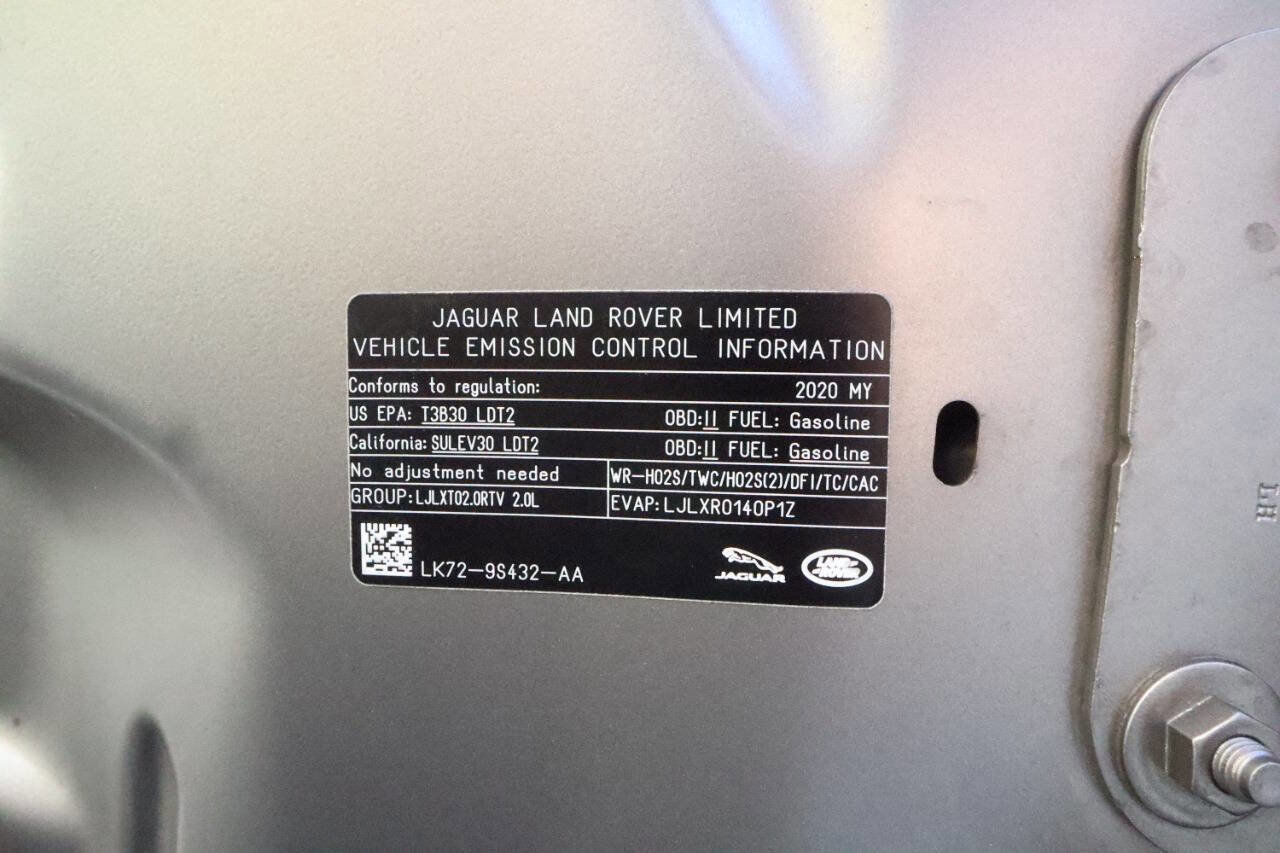 JAGUAR LAND ROVER LIMITED
VEHICLE EMISSION CONTROL INFORMATION
Conforms to regulation: 2020 MY
US EPA: T3B30 LDT2 OBD:II FUEL: Gasoline
California: SULEV30 LDT2 OBD:II FUEL: Gasoline
No adjustment needed WR-HO2S/TWC/HO2S(2)/DFI/TC/CAC
GROUP:LJLXT02.0RTV 2.0L EVAP:LJLXR0140P1Z
LK72-9S432-AA
JAGUAR
LAND-
-ROVER
LH